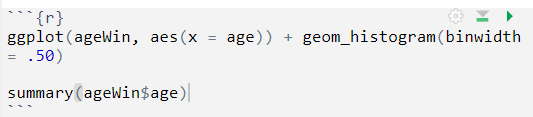 ```{r}
ggplot(ageWin, aes(x = age)) + geom_histogram(binwidth
= .50)

summary(ageWin$age)
```